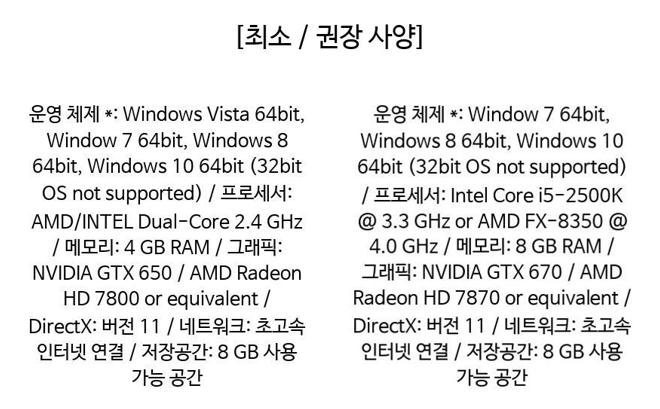 [최소 / 권장 사양]
운영 체제 *: Windows Vista 64bit,
Window 7 64bit, Windows 8
64bit, Windows 10 64bit (32bit
OS not supported) / 프로세서:
AMD/INTEL Dual-Core 2.4 GHz
/ 메모리: 4 GB RAM / 그래픽:
NVIDIA GTX 650 / AMD Radeon
HD 7800 or equivalent /
DirectX: 버전 11 / 네트워크: 초고속
인터넷 연결 / 저장공간: 8 GB 사용
가능 공간
운영 체제 *: Window 7 64bit,
Windows 8 64bit, Windows 10
64bit (32bit OS not supported)
/ 프로세서: Intel Core i5-2500K
@ 3.3 GHz or AMD FX-8350 @
4.0 GHz / 메모리: 8 GB RAM /
그래픽: NVIDIA GTX 670 / AMD
Radeon HD 7870 or equivalent /
DirectX: 버전 11 / 네트워크: 초고속
인터넷 연결 / 저장공간: 8 GB 사용
가능 공간